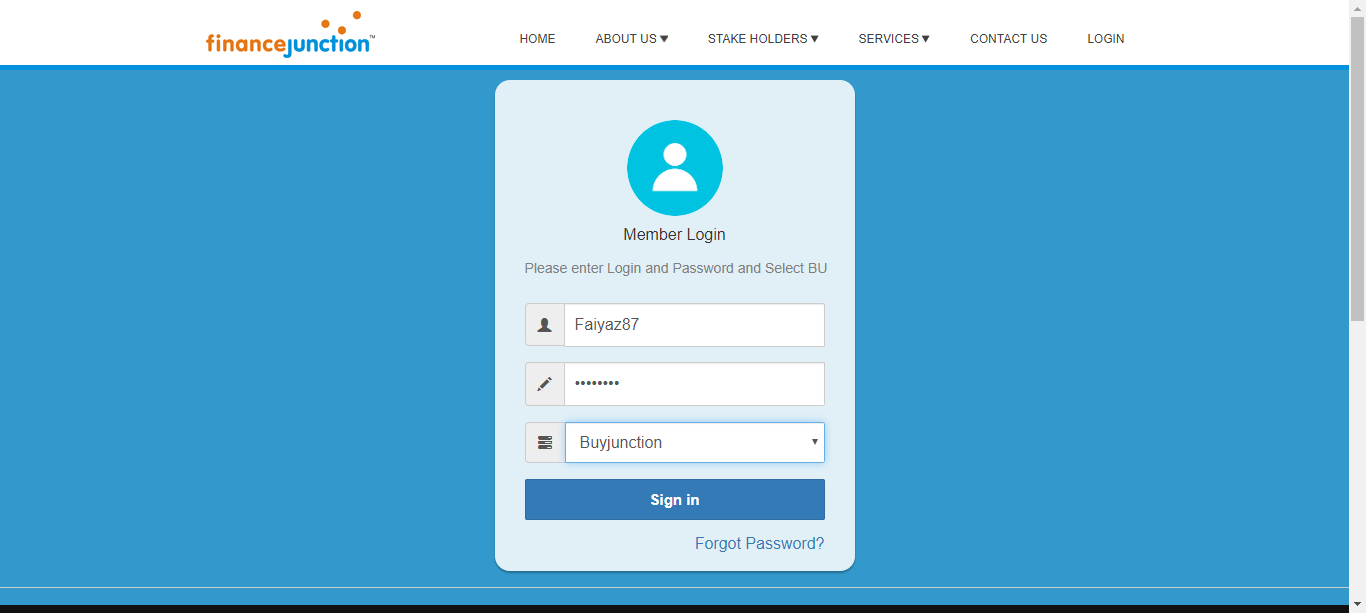 financejunction™
HOME ABOUT US▼ STAKE HOLDERS▼ SERVICES▼ CONTACT US LOGIN
Member Login
Please enter Login and Password and Select BU
Faiyaz87
••••••••
Buyjunction
Sign in
Forgot Password?